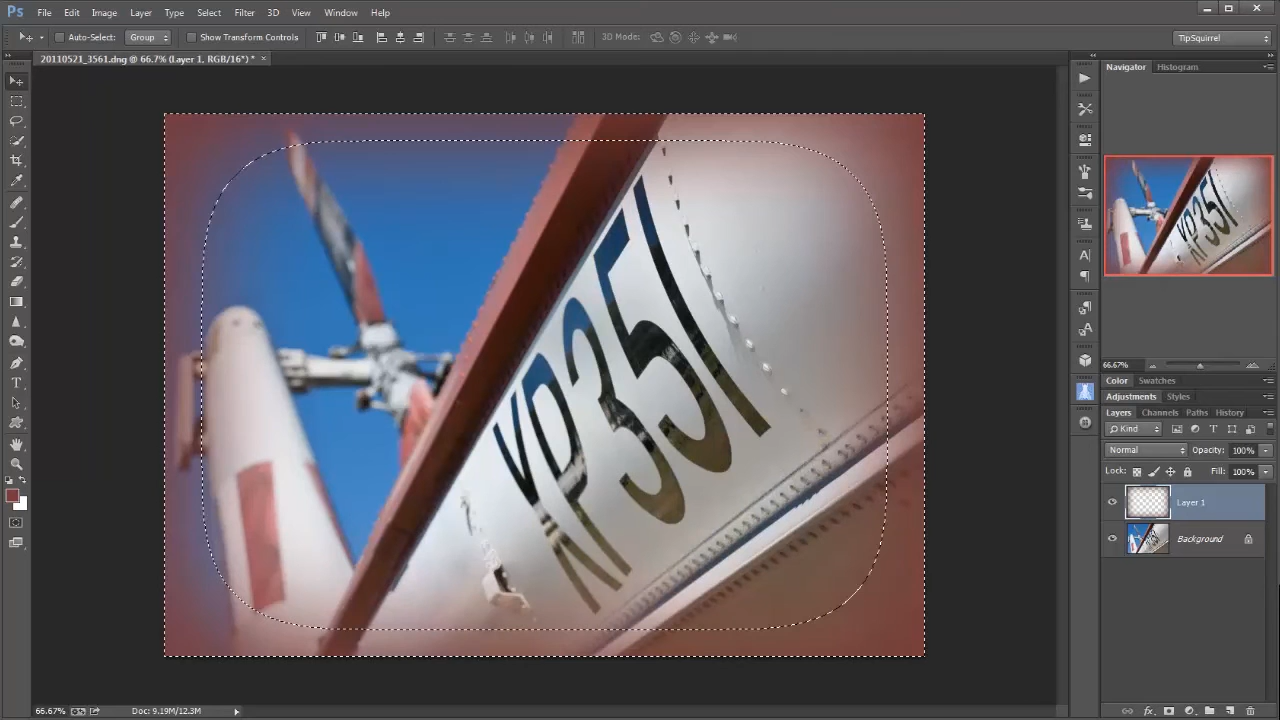 Ps File Edit Image Layer Type Select Filter 3D View Window Help
Auto-Select: Group Show Transform Controls 3D Mode: TipSquirrel
20110521_3561.dng @ 66.7% (Layer 1, RGB/16*) * ×
Navigator Histogram
XP351
66.67%
Color Swatches
Adjustments Styles
Layers Channels Paths History
Kind
Normal Opacity: 100%
Lock: Fill: 100%
Layer 1
Background
66.67% Doc: 9.19M/12.3M